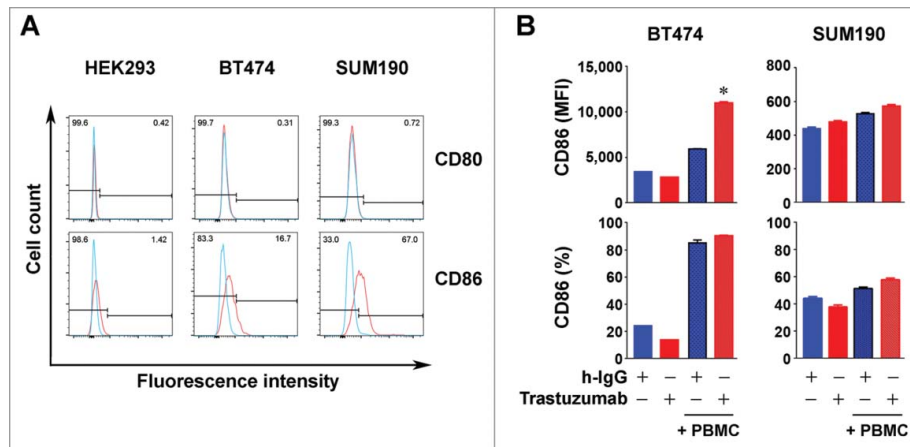 A
HEK293 BT474 SUM190
99.6 0.42 99.7 0.31 99.3 0.72
CD80
98.6 1.42 83.3 16.7 33.0 67.0
CD86
Cell count
Fluorescence intensity
B
BT474 SUM190
CD86 (MFI)
15,000 800
* 
10,000 600
400
5,000 200
0 0
CD86 (%)
100 100
80 80
60 60
40 40
20 20
0 0
h-IgG + − + − + − + −
Trastuzumab − + − + − + − +
+ PBMC + PBMC